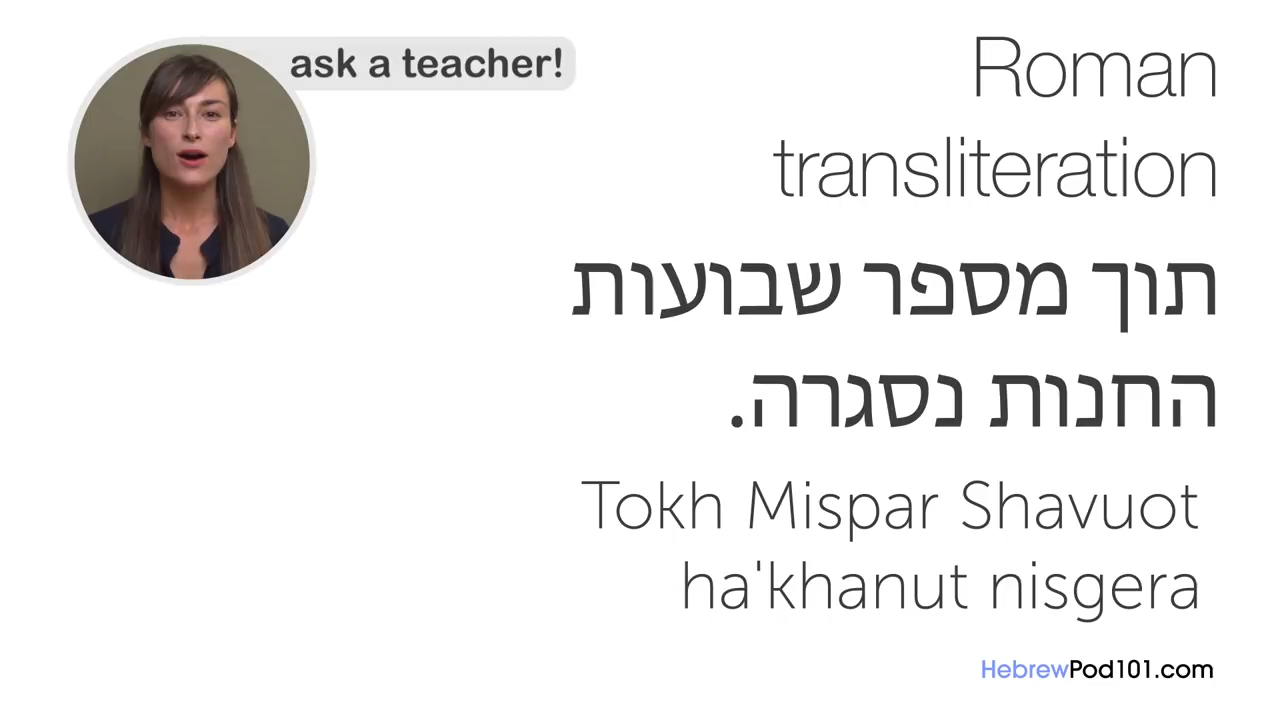 ask a teacher!
Roman
transliteration
תוך מספר שבועות
החנות נסגרה.
Tokh Mispar Shavuot
ha'khanut nisgera
HebrewPod101.com